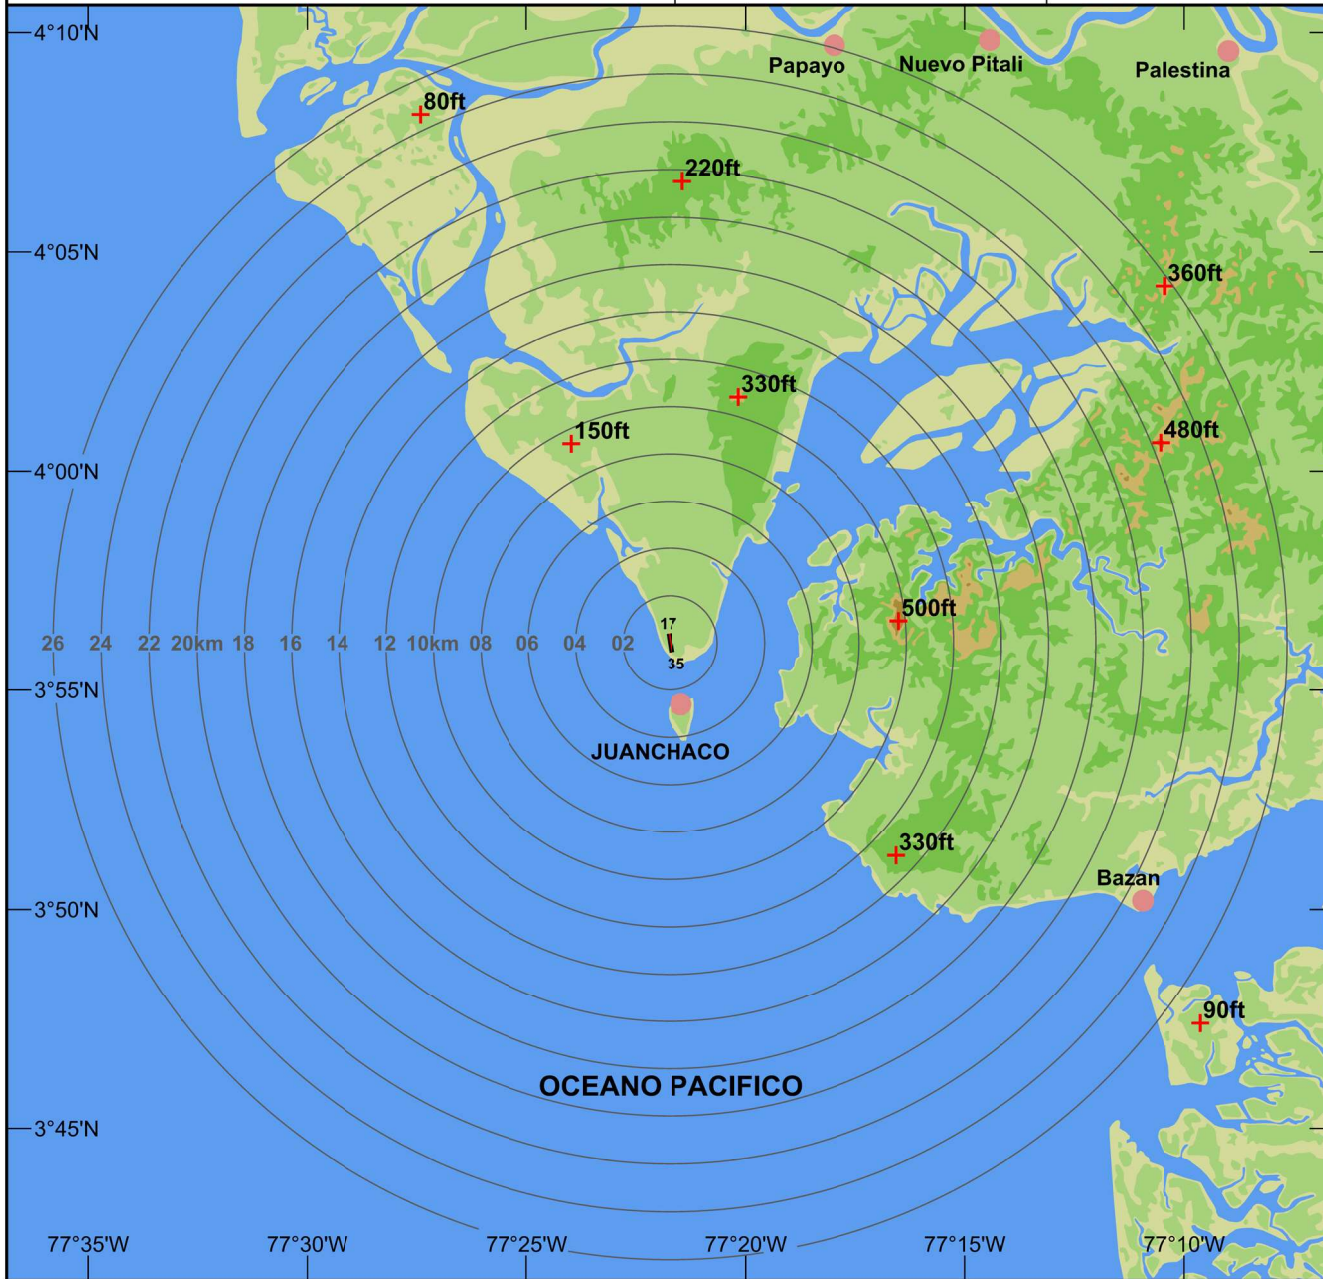 4°10'N
Papayo
Nuevo Pitali
Palestina
80ft
220ft
4°05'N
360ft
330ft
150ft
480ft
4°00'N
500ft
17
26 24 22 20km 18 16 14 12 10km 08 06 04 02
35
3°55'N
JUANCHACO
330ft
Bazan
3°50'N
90ft
OCEANO PACIFICO
3°45'N
77°35'W 77°30'W 77°25'W 77°20'W 77°15'W 77°10'W